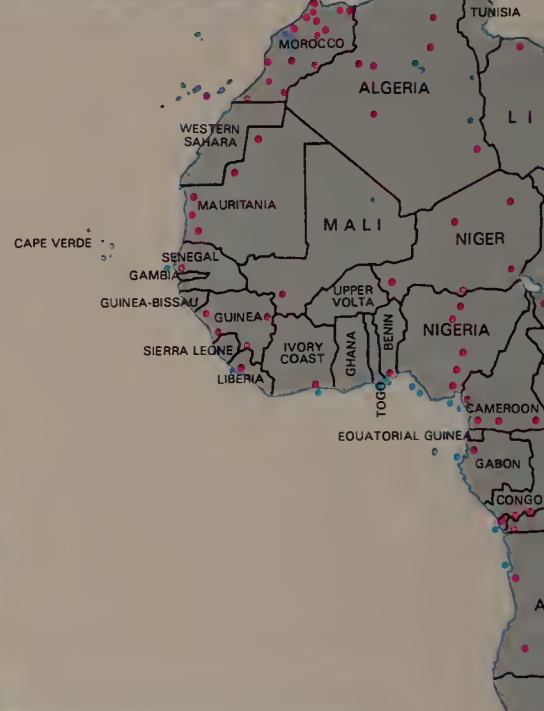 TUNISIA
MOROCCO
ALGERIA
L I
WESTERN
SAHARA
MAURITANIA
M A L I
NIGER
CAPE VERDE
SENEGAL
GAMBIA
GUINEA-BISSAU
GUINEA
UPPER
VOLTA
BENIN
NIGERIA
SIERRA LEONE
IVORY
COAST
GHANA
LIBERIA
TOGO
CAMEROON
EQUATORIAL GUINEA
GABON
CONGO
A